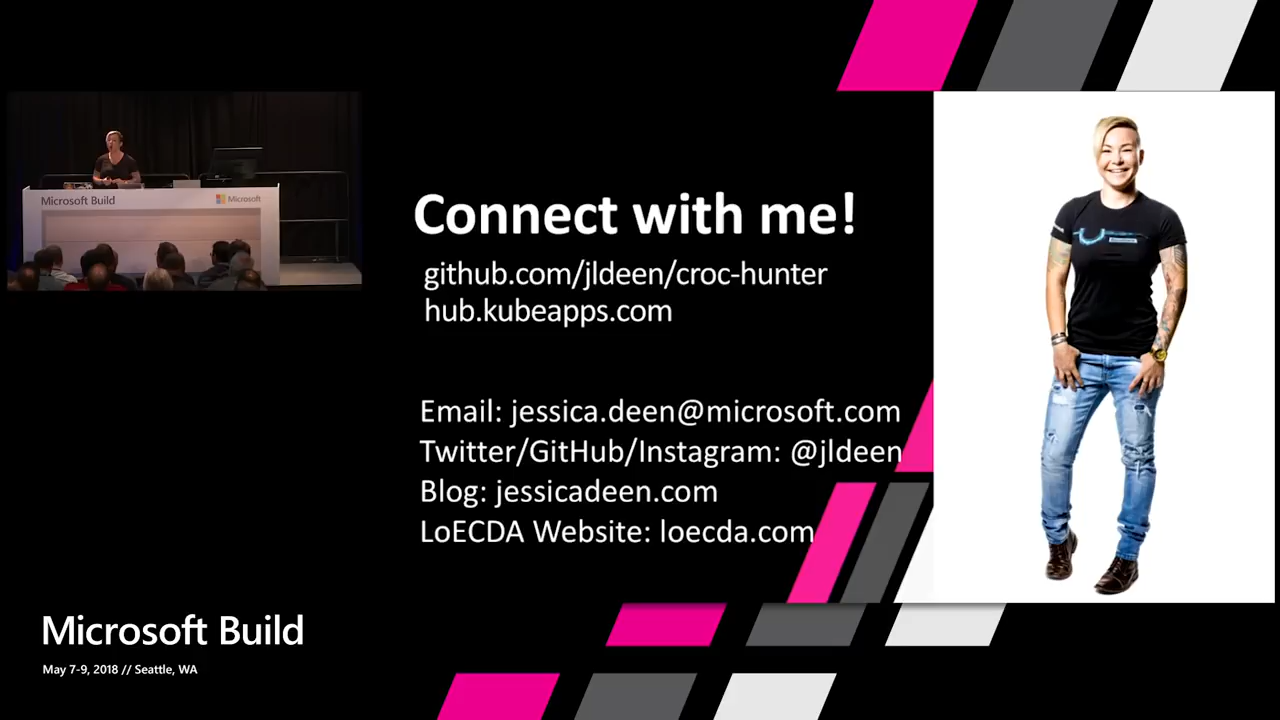 Microsoft Build
Microsoft
Connect with me!
github.com/jldeen/croc-hunter
hub.kubeapps.com
Email: jessica.deen@microsoft.com
Twitter/GitHub/Instagram: @jldeen
Blog: jessicadeen.com
LoECDA Website: loecda.com
Microsoft Build
May 7-9, 2018 // Seattle, WA